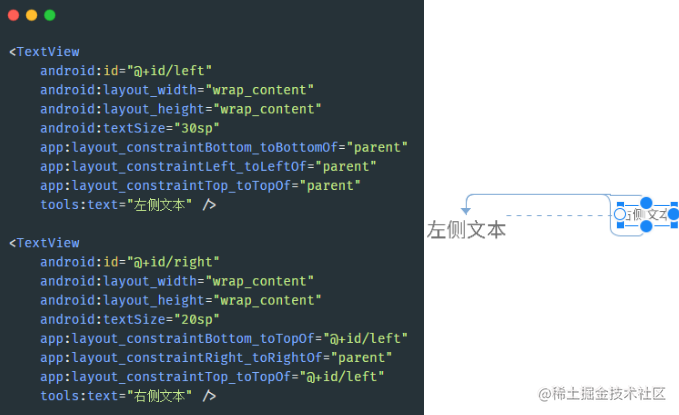 <TextView
android:id="@+id/left"
android:layout_width="wrap_content"
android:layout_height="wrap_content"
android:textSize="30sp"
app:layout_constraintBottom_toBottomOf="parent"
app:layout_constraintLeft_toLeftOf="parent"
app:layout_constraintTop_toTopOf="parent"
tools:text="左侧文本" />
<TextView
android:id="@+id/right"
android:layout_width="wrap_content"
android:layout_height="wrap_content"
android:textSize="20sp"
app:layout_constraintBottom_toTopOf="@+id/left"
app:layout_constraintRight_toRightOf="parent"
app:layout_constraintTop_toTopOf="@+id/left"
tools:text="右侧文本" />
左侧文本
右侧文本
@稀土掘金技术社区